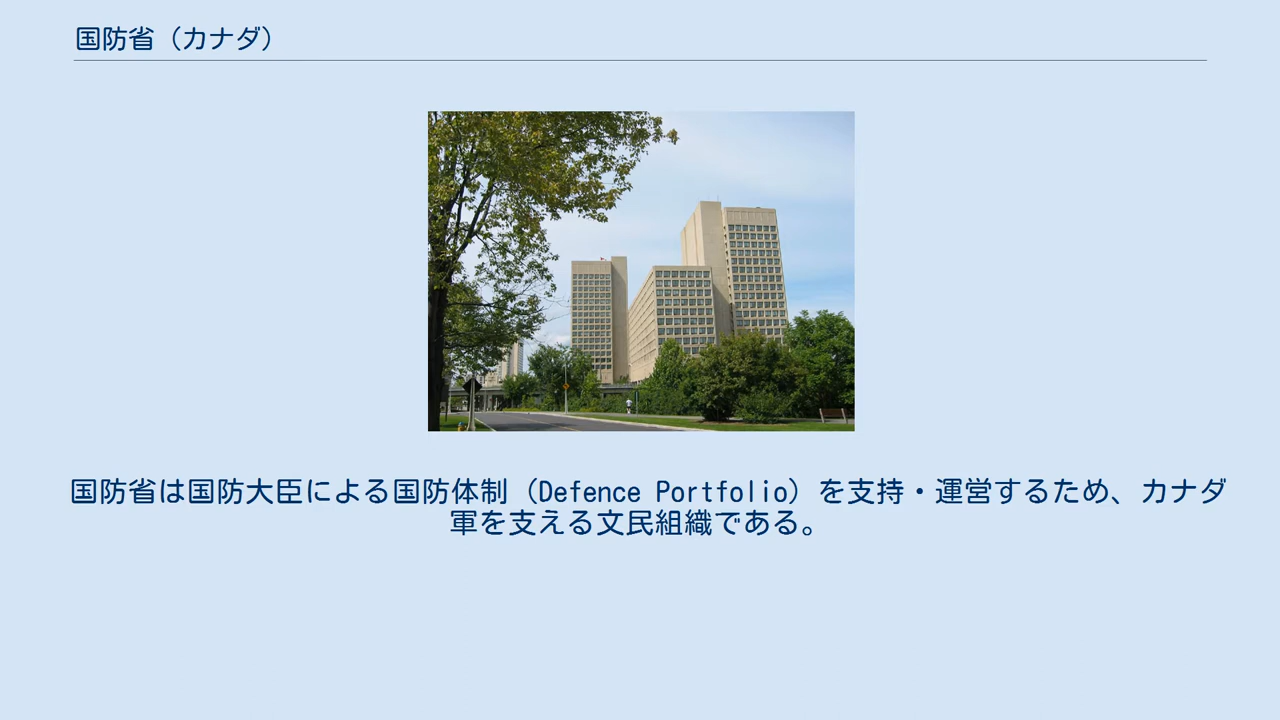 国防省（カナダ）
国防省は国防大臣による国防体制（Defence Portfolio）を支持・運営するため、カナダ
軍を支える文民組織である。